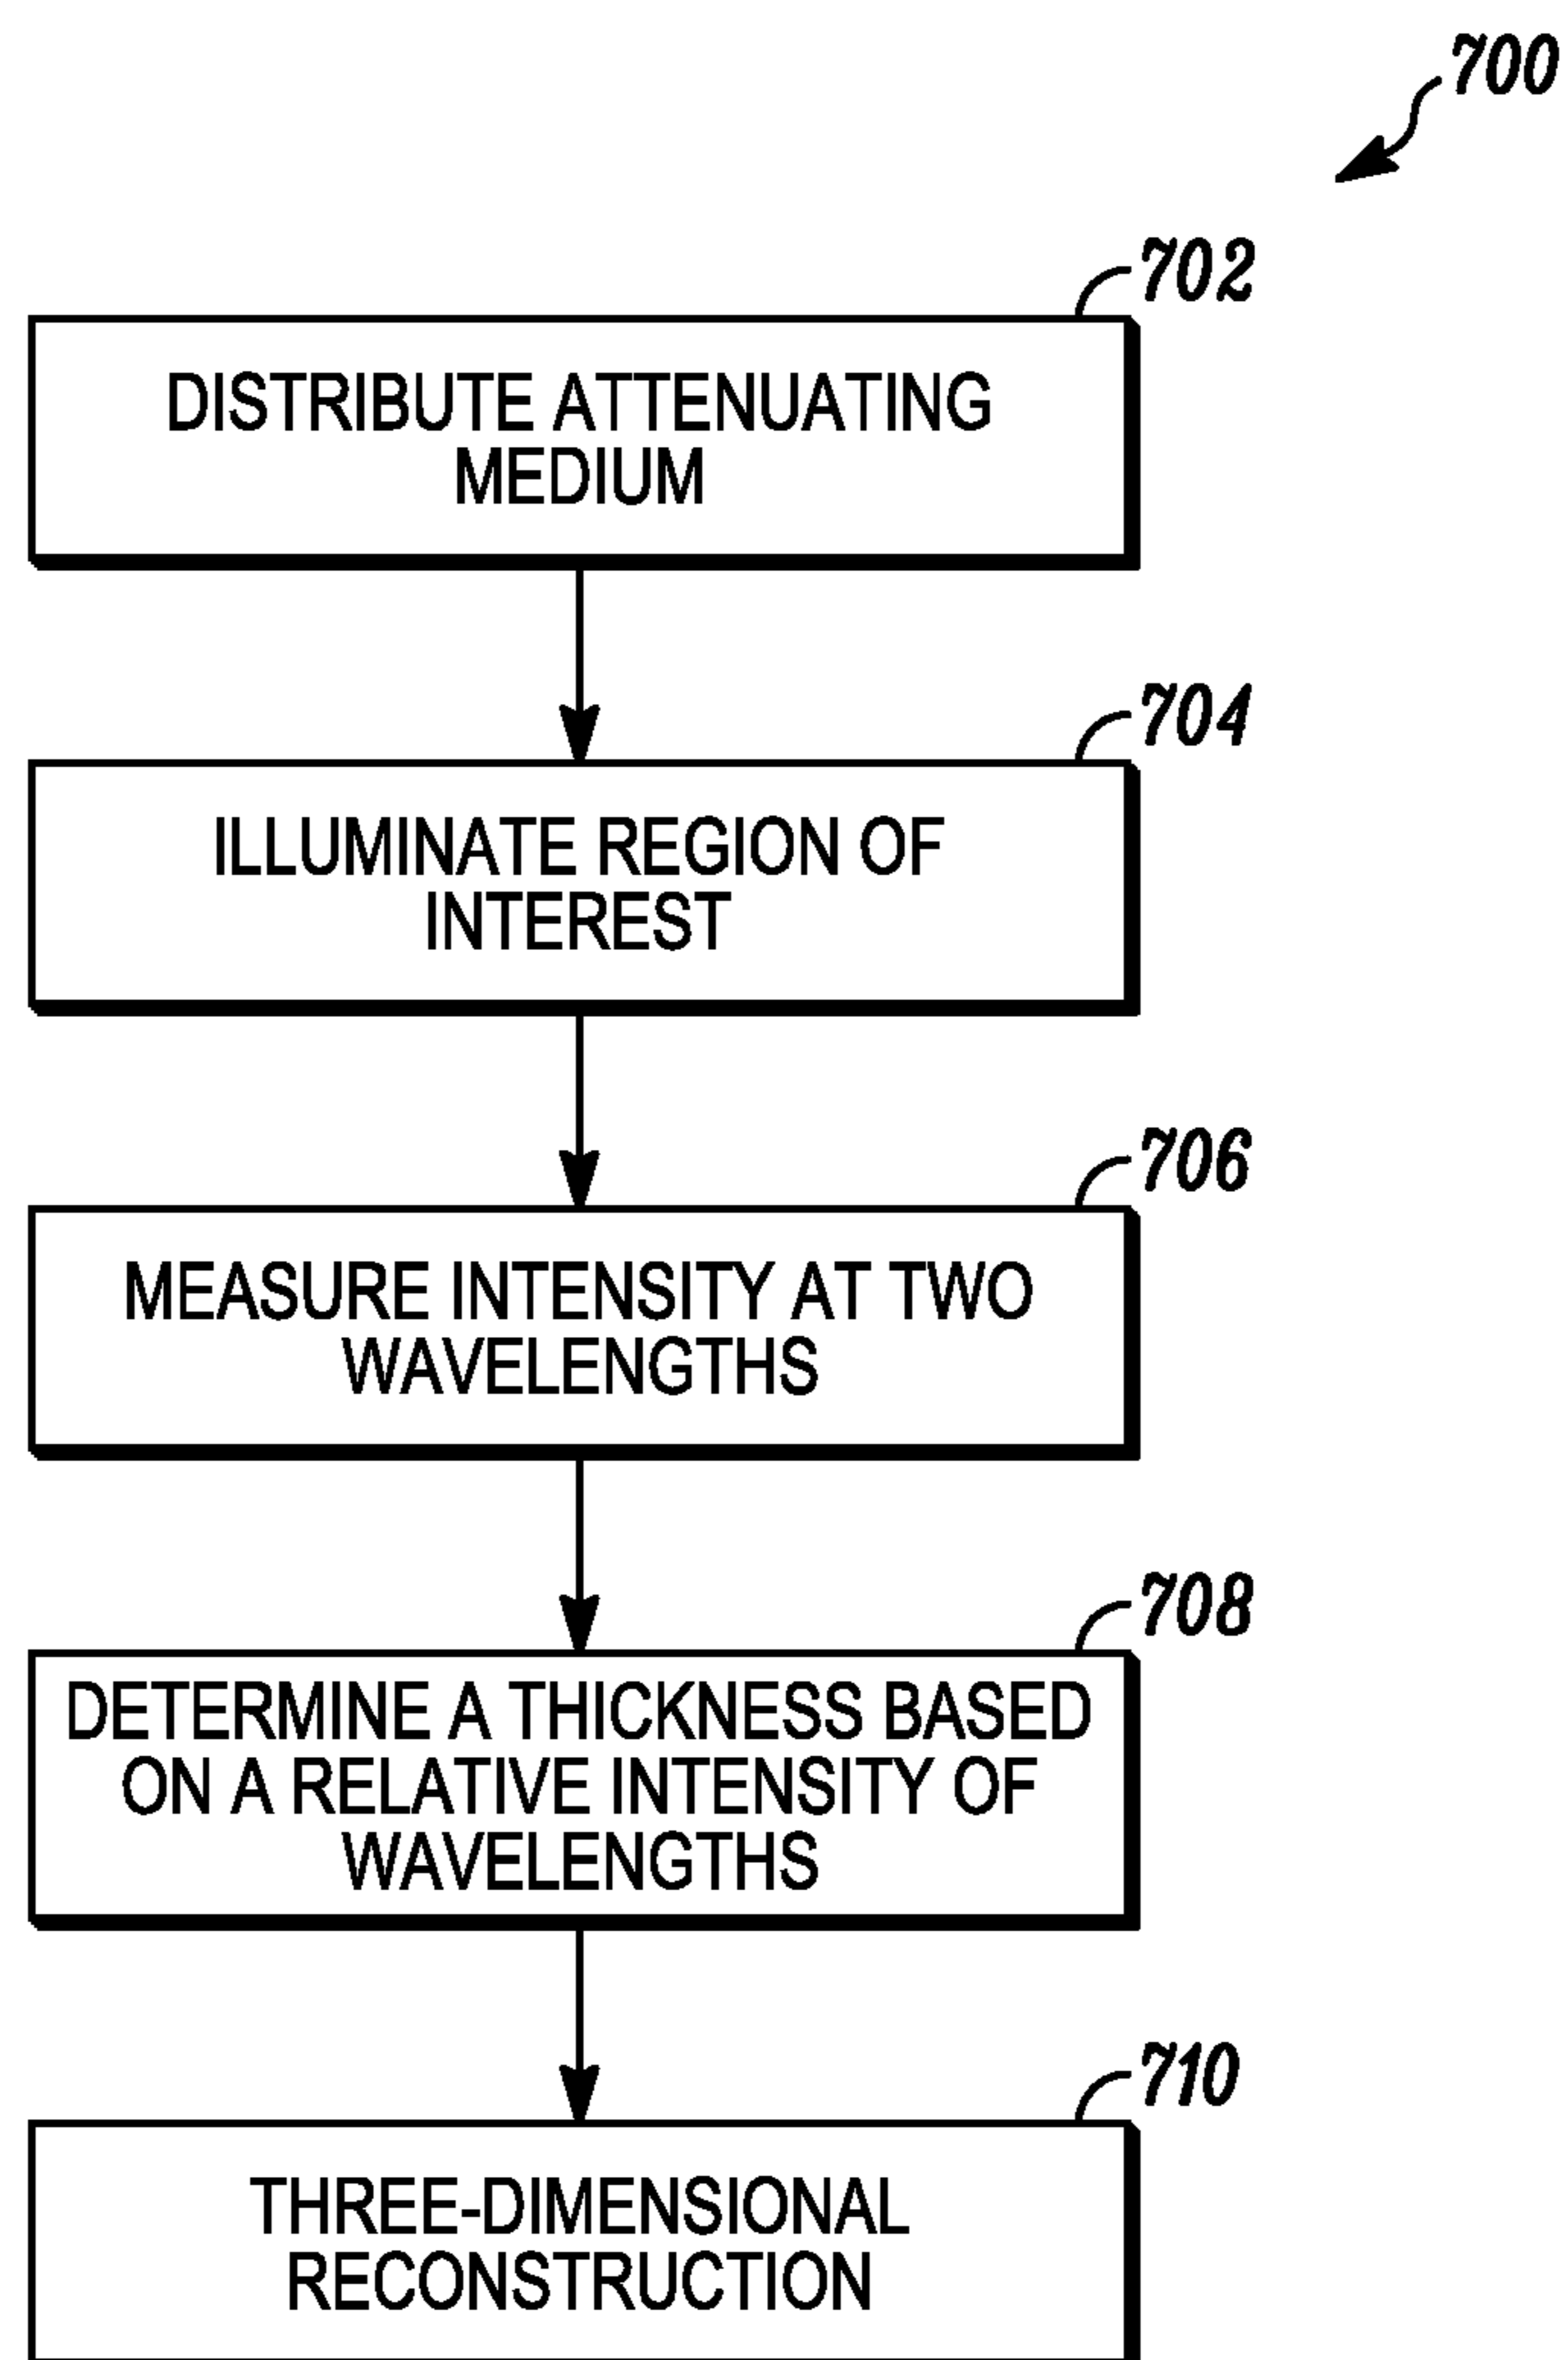 700
702
DISTRIBUTE ATTENUATING
MEDIUM
704
ILLUMINATE REGION OF
INTEREST
706
MEASURE INTENSITY AT TWO
WAVELENGTHS
708
DETERMINE A THICKNESS BASED
ON A RELATIVE INTENSITY OF
WAVELENGTHS
710
THREE-DIMENSIONAL
RECONSTRUCTION